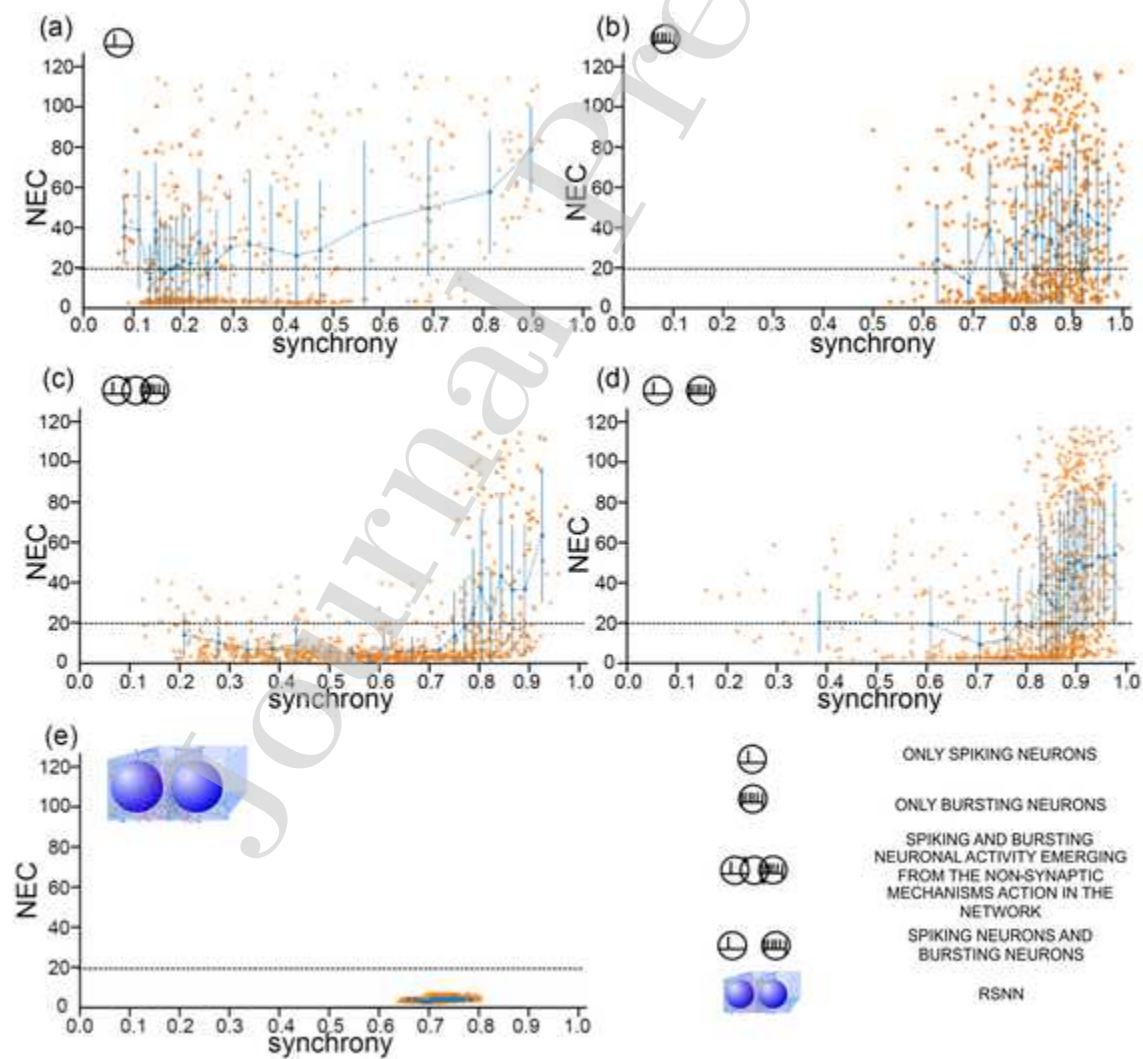 (a)
NEC
120
100
80
60
40
20
0
0.0 0.1 0.2 0.3 0.4 0.5 0.6 0.7 0.8 0.9 1.0
synchrony
(b)
NEC
120
100
80
60
40
20
0
0.0 0.1 0.2 0.3 0.4 0.5 0.6 0.7 0.8 0.9 1.0
synchrony
(c)
NEC
120
100
80
60
40
20
0
0.0 0.1 0.2 0.3 0.4 0.5 0.6 0.7 0.8 0.9 1.0
synchrony
(d)
NEC
120
100
80
60
40
20
0
0.0 0.1 0.2 0.3 0.4 0.5 0.6 0.7 0.8 0.9 1.0
synchrony
(e)
NEC
120
100
80
60
40
20
0
0.0 0.1 0.2 0.3 0.4 0.5 0.6 0.7 0.8 0.9 1.0
synchrony
ONLY SPIKING NEURONS
ONLY BURSTING NEURONS
SPIKING AND BURSTING
NEURONAL ACTIVITY EMERGING
FROM THE NON-SYNAPTIC
MECHANISMS ACTION IN THE
NETWORK
SPIKING NEURONS AND
BURSTING NEURONS
RSNN
Journal Pre